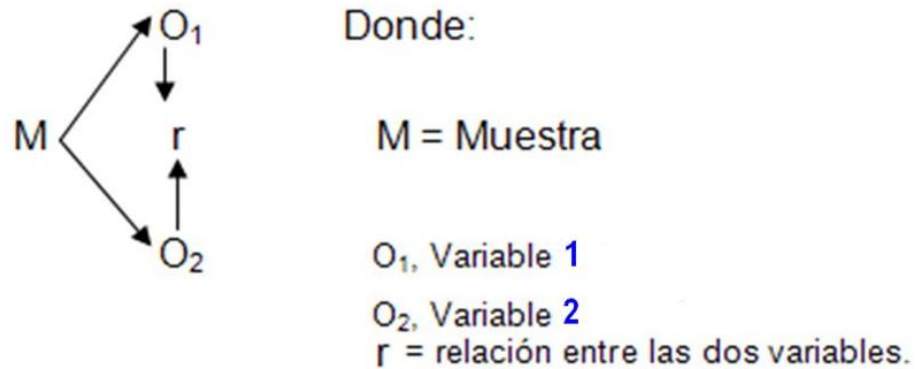 O₁ Donde:
M r M = Muestra
O₂
O₁, Variable 1
O₂, Variable 2
r = relación entre las dos variables.